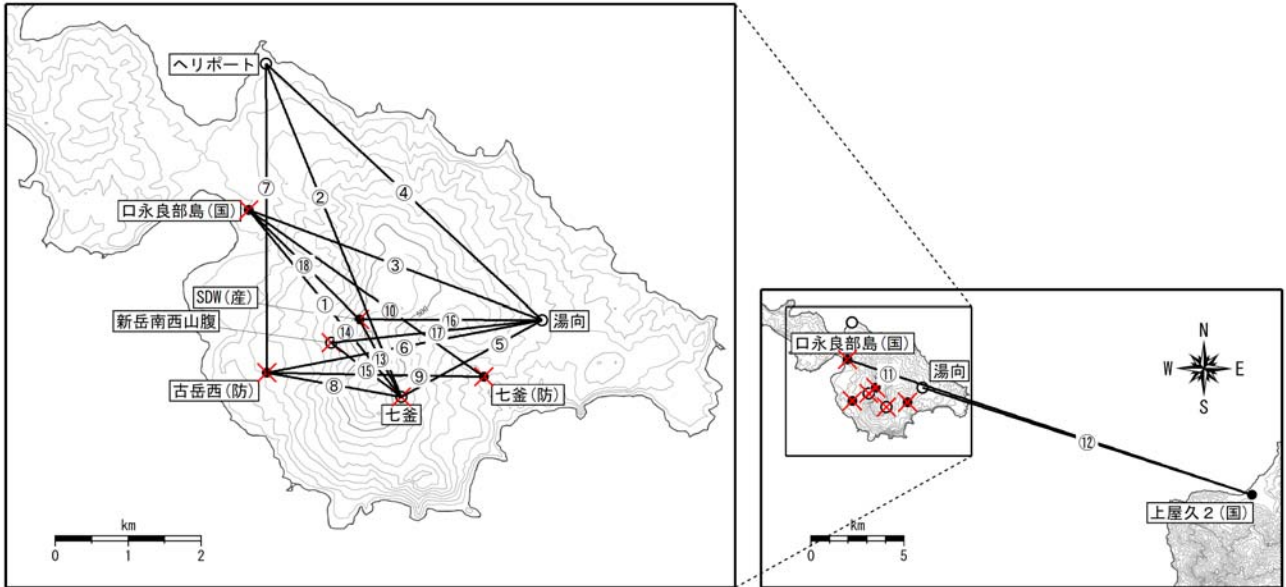 ヘリポート
⑦
②
④
口永良部島(国)
⑱
③
SDW(産)
①
⑩
500
⑯
湯向
新岳南西山腹
⑭
⑰
⑥
⑬
⑤
古岳西(防)
⑮
⑧
⑨
七釜(防)
七釜
km
0 1 2
口永良部島(国)
湯向
⑪
⑫
N
W E
S
上屋久2(国)
Km
0 5